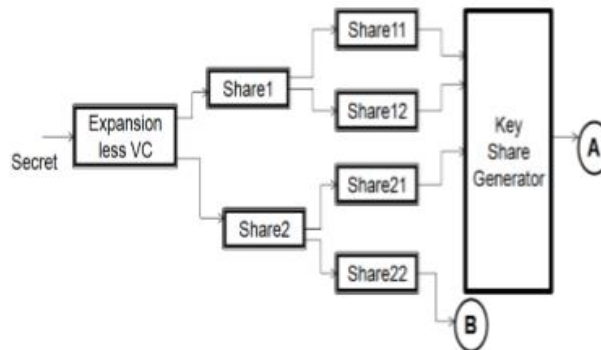 Secret
Expansion
less VC
Share1
Share2
Share11
Share12
Share21
Share22
Key
Share
Generator
A
B